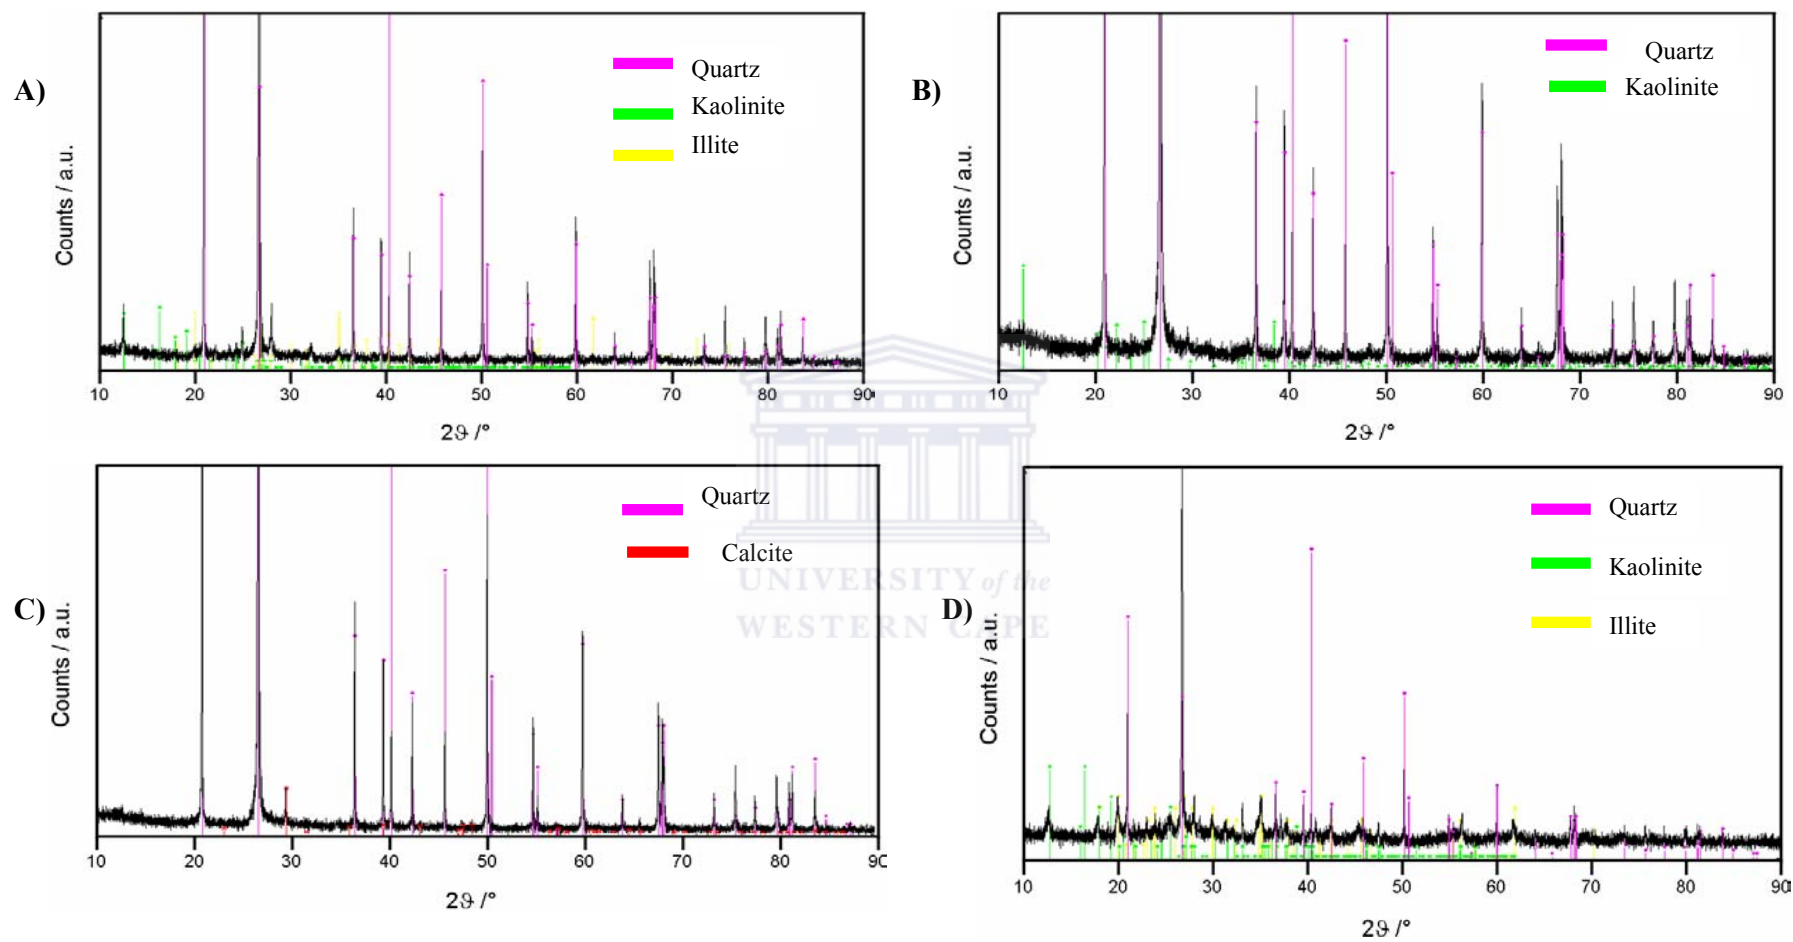 A)
Quartz
Kaolinite
Illite
Counts / a.u.
10 20 30 40 50 60 70 80 90
2ϑ /°
B)
Quartz
Kaolinite
Counts / a.u.
10 20 30 40 50 60 70 80 90
2ϑ /°
C)
Quartz
Calcite
Counts / a.u.
10 20 30 40 50 60 70 80 90
2ϑ /°
D)
Quartz
Kaolinite
Illite
Counts / a.u.
10 20 30 40 50 60 70 80 90
2ϑ /°
UNIVERSITY of the
WESTERN CAPE